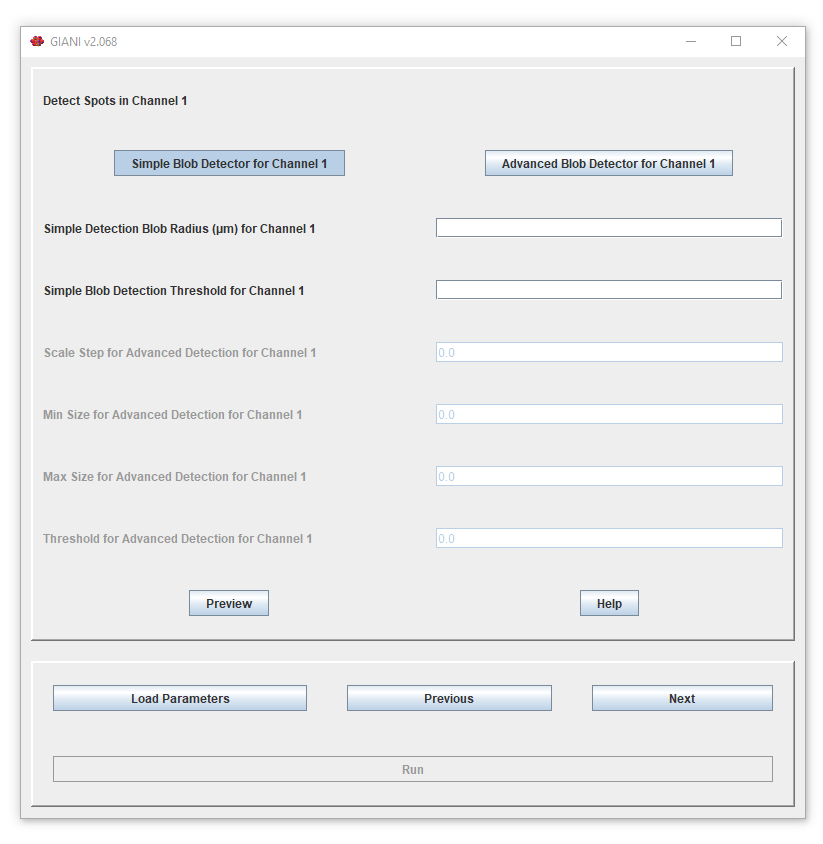 GIANI v2.068
Detect Spots in Channel 1
Simple Blob Detector for Channel 1
Advanced Blob Detector for Channel 1
Simple Detection Blob Radius (µm) for Channel 1
Simple Blob Detection Threshold for Channel 1
Scale Step for Advanced Detection for Channel 1
0.0
Min Size for Advanced Detection for Channel 1
0.0
Max Size for Advanced Detection for Channel 1
0.0
Threshold for Advanced Detection for Channel 1
0.0
Preview
Help
Load Parameters
Previous
Next
Run